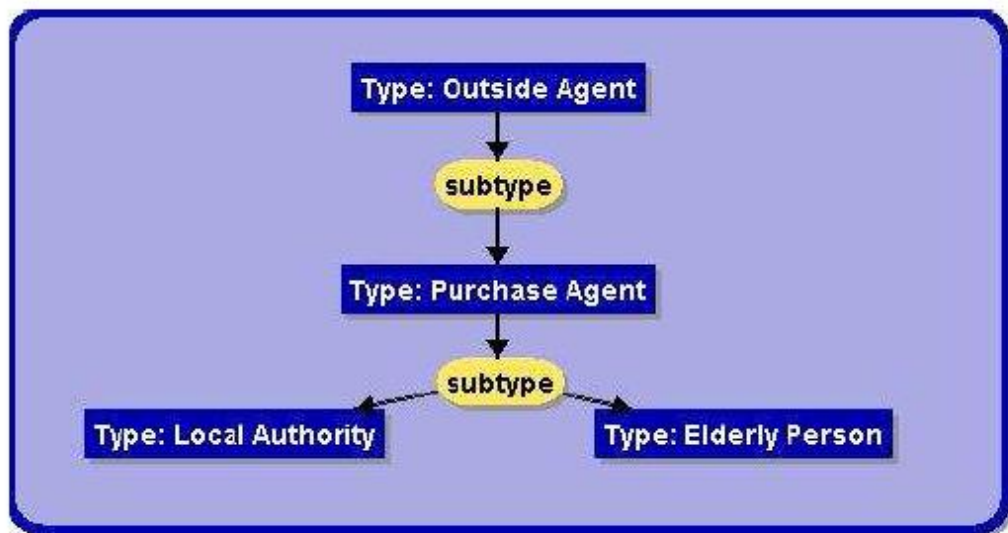 Type: Outside Agent
subtype
Type: Purchase Agent
subtype
Type: Local Authority
Type: Elderly Person